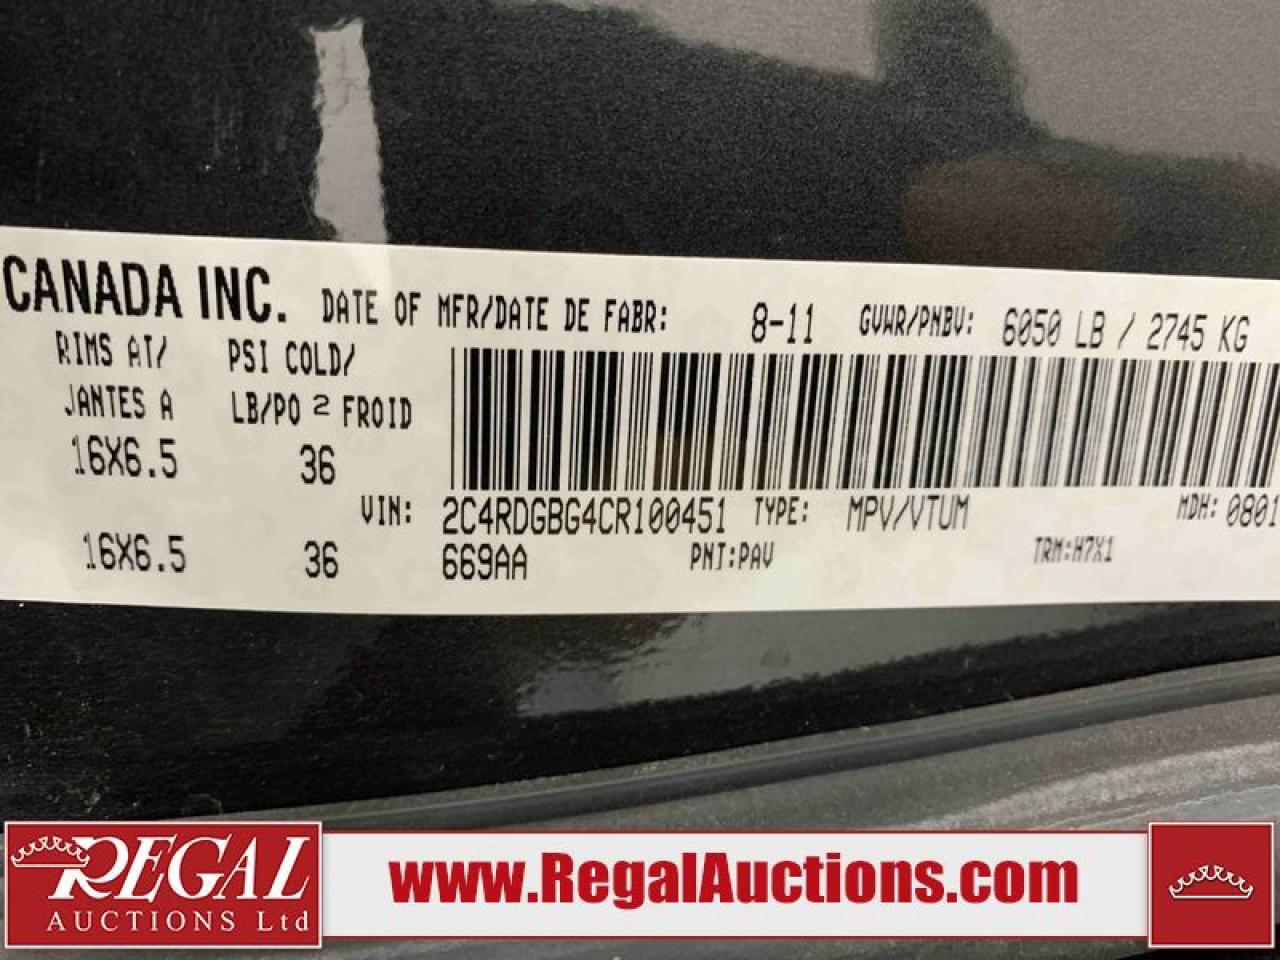 CANADA INC. DATE OF MFR/DATE DE FABR: 8-11 GVWR/PNBV: 6050 LB / 2745 KG
RIMS AT/ PSI COLD/
JANTES A LB/PO 2 FROID
16X6.5 36
VIN: 2C4RDGBG4CR100451 TYPE: MPV/VTUM MDH: 0801
16X6.5 36 669AA PNT:PAV TRM:H7X1
REGAL
AUCTIONS Ltd
www.RegalAuctions.com